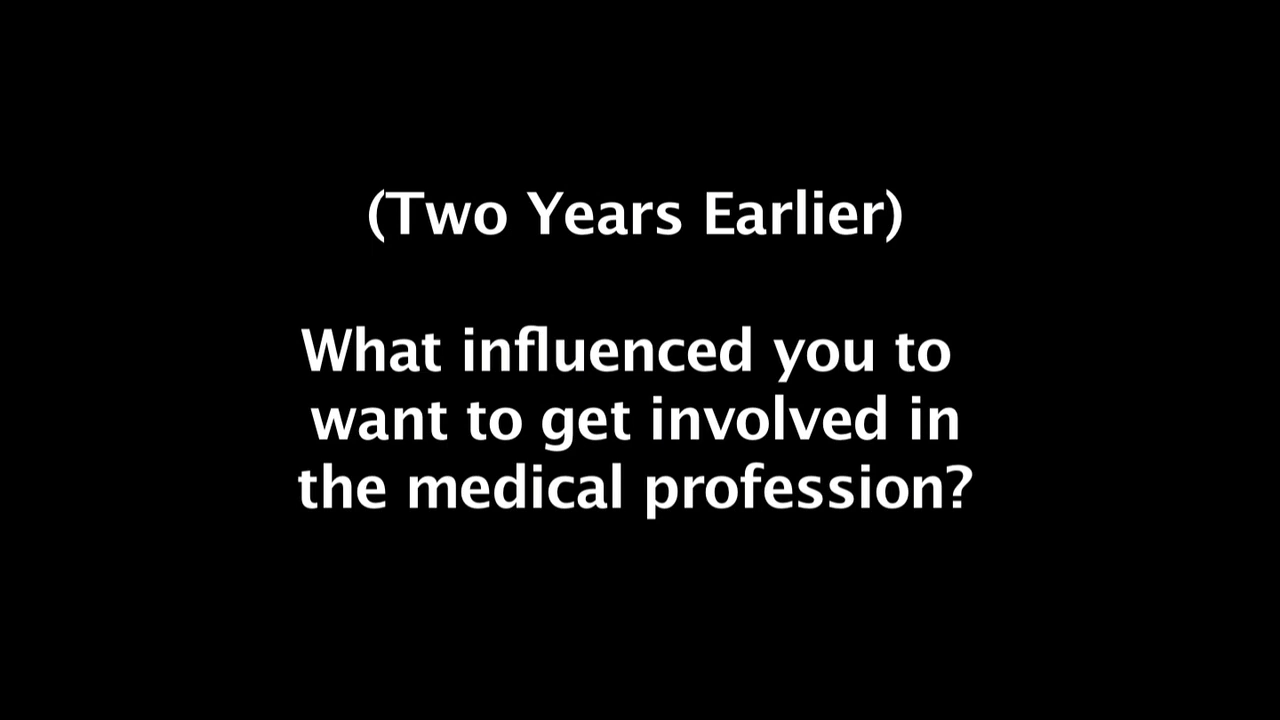 (Two Years Earlier)
What influenced you to
want to get involved in
the medical profession?